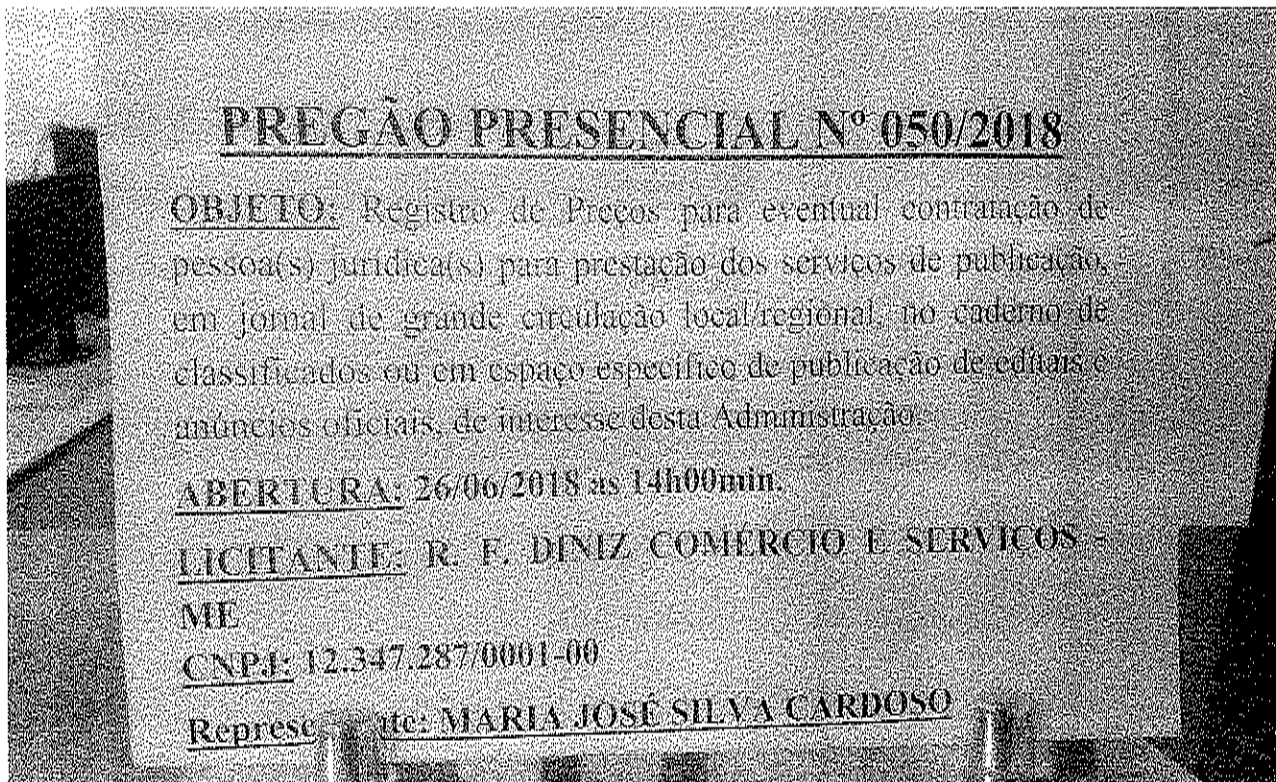 PREGÃO PRESENCIAL Nº 050/2018
OBJETO: Registro de Preços para eventual contratação de
pessoa(s) jurídica(s) para prestação dos serviços de publicação,
em jornal de grande circulação local/regional, no caderno de
classificados ou em espaço específico de publicação de editais e
anúncios oficiais, de interesse desta Administração.
ABERTURA: 26/06/2018 as 14h00min.
LICITANTE: R. F. DINIZ COMÉRCIO E SERVIÇOS -
ME
CNPJ: 12.347.287/0001-00
Represe te: MARIA JOSÉ SILVA CARDOSO